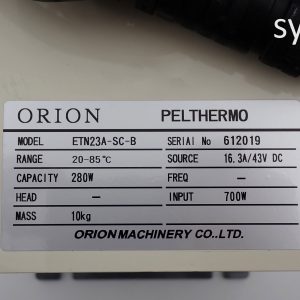 sy
ORION PELTHERMO
MODEL ETN23A-SC-B SERIAL No 612019
RANGE 20-85℃ SOURCE 16.3A/43V DC
CAPACITY 280W FREQ —
HEAD — INPUT 700W
MASS 10kg
ORION MACHINERY CO.,LTD.